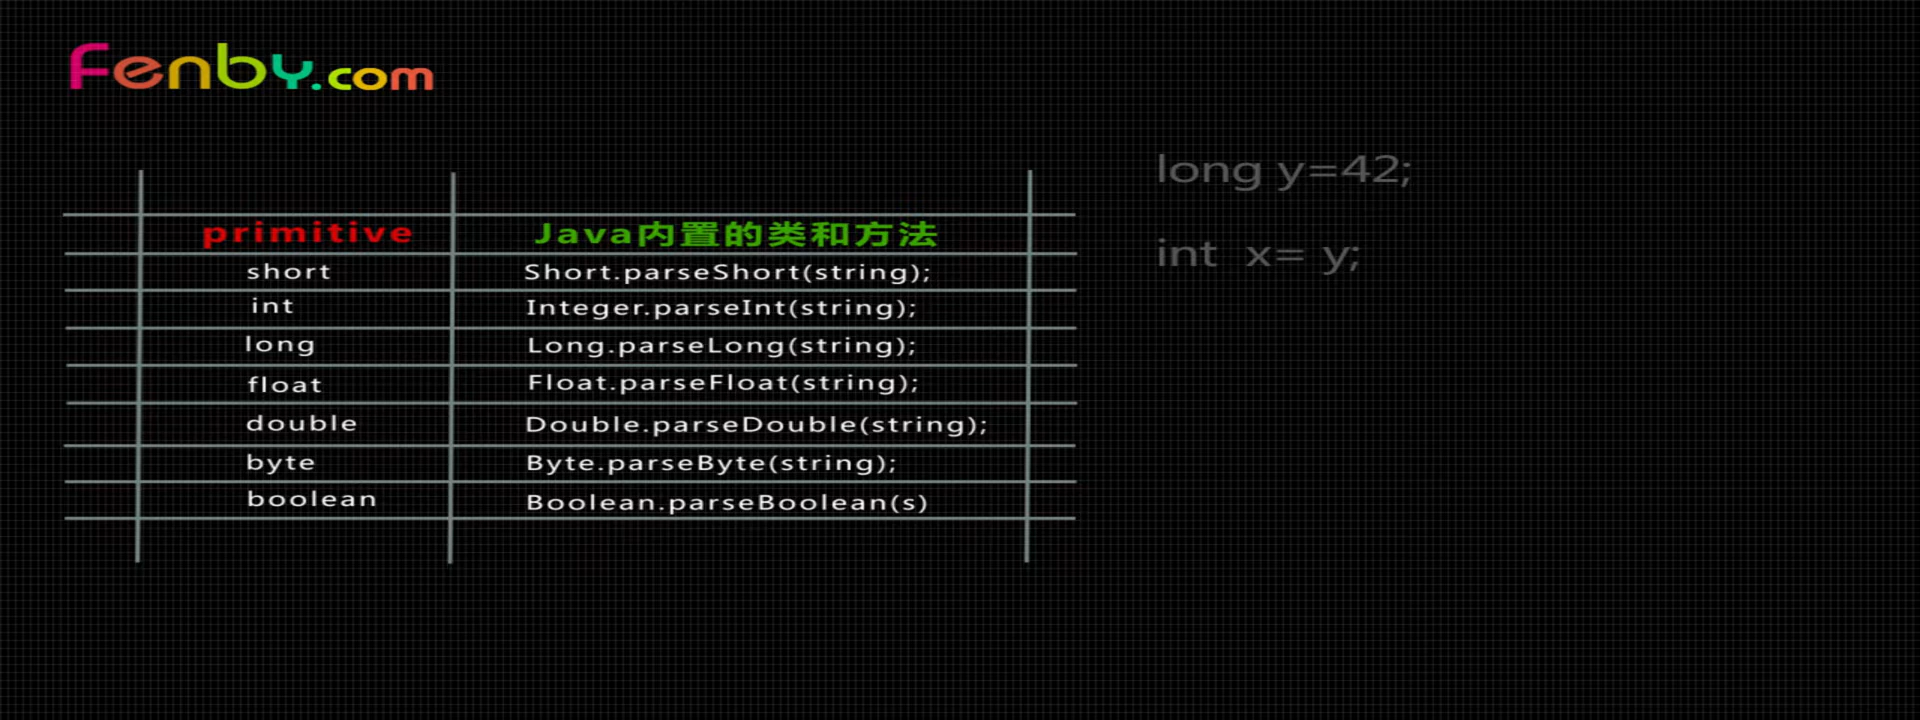 Fenby.com
primitive Java内置的类和方法
short Short.parseShort(string);
int Integer.parseInt(string);
long Long.parseLong(string);
float Float.parseFloat(string);
double Double.parseDouble(string);
byte Byte.parseByte(string);
boolean Boolean.parseBoolean(s)
long y=42;
int x= y;